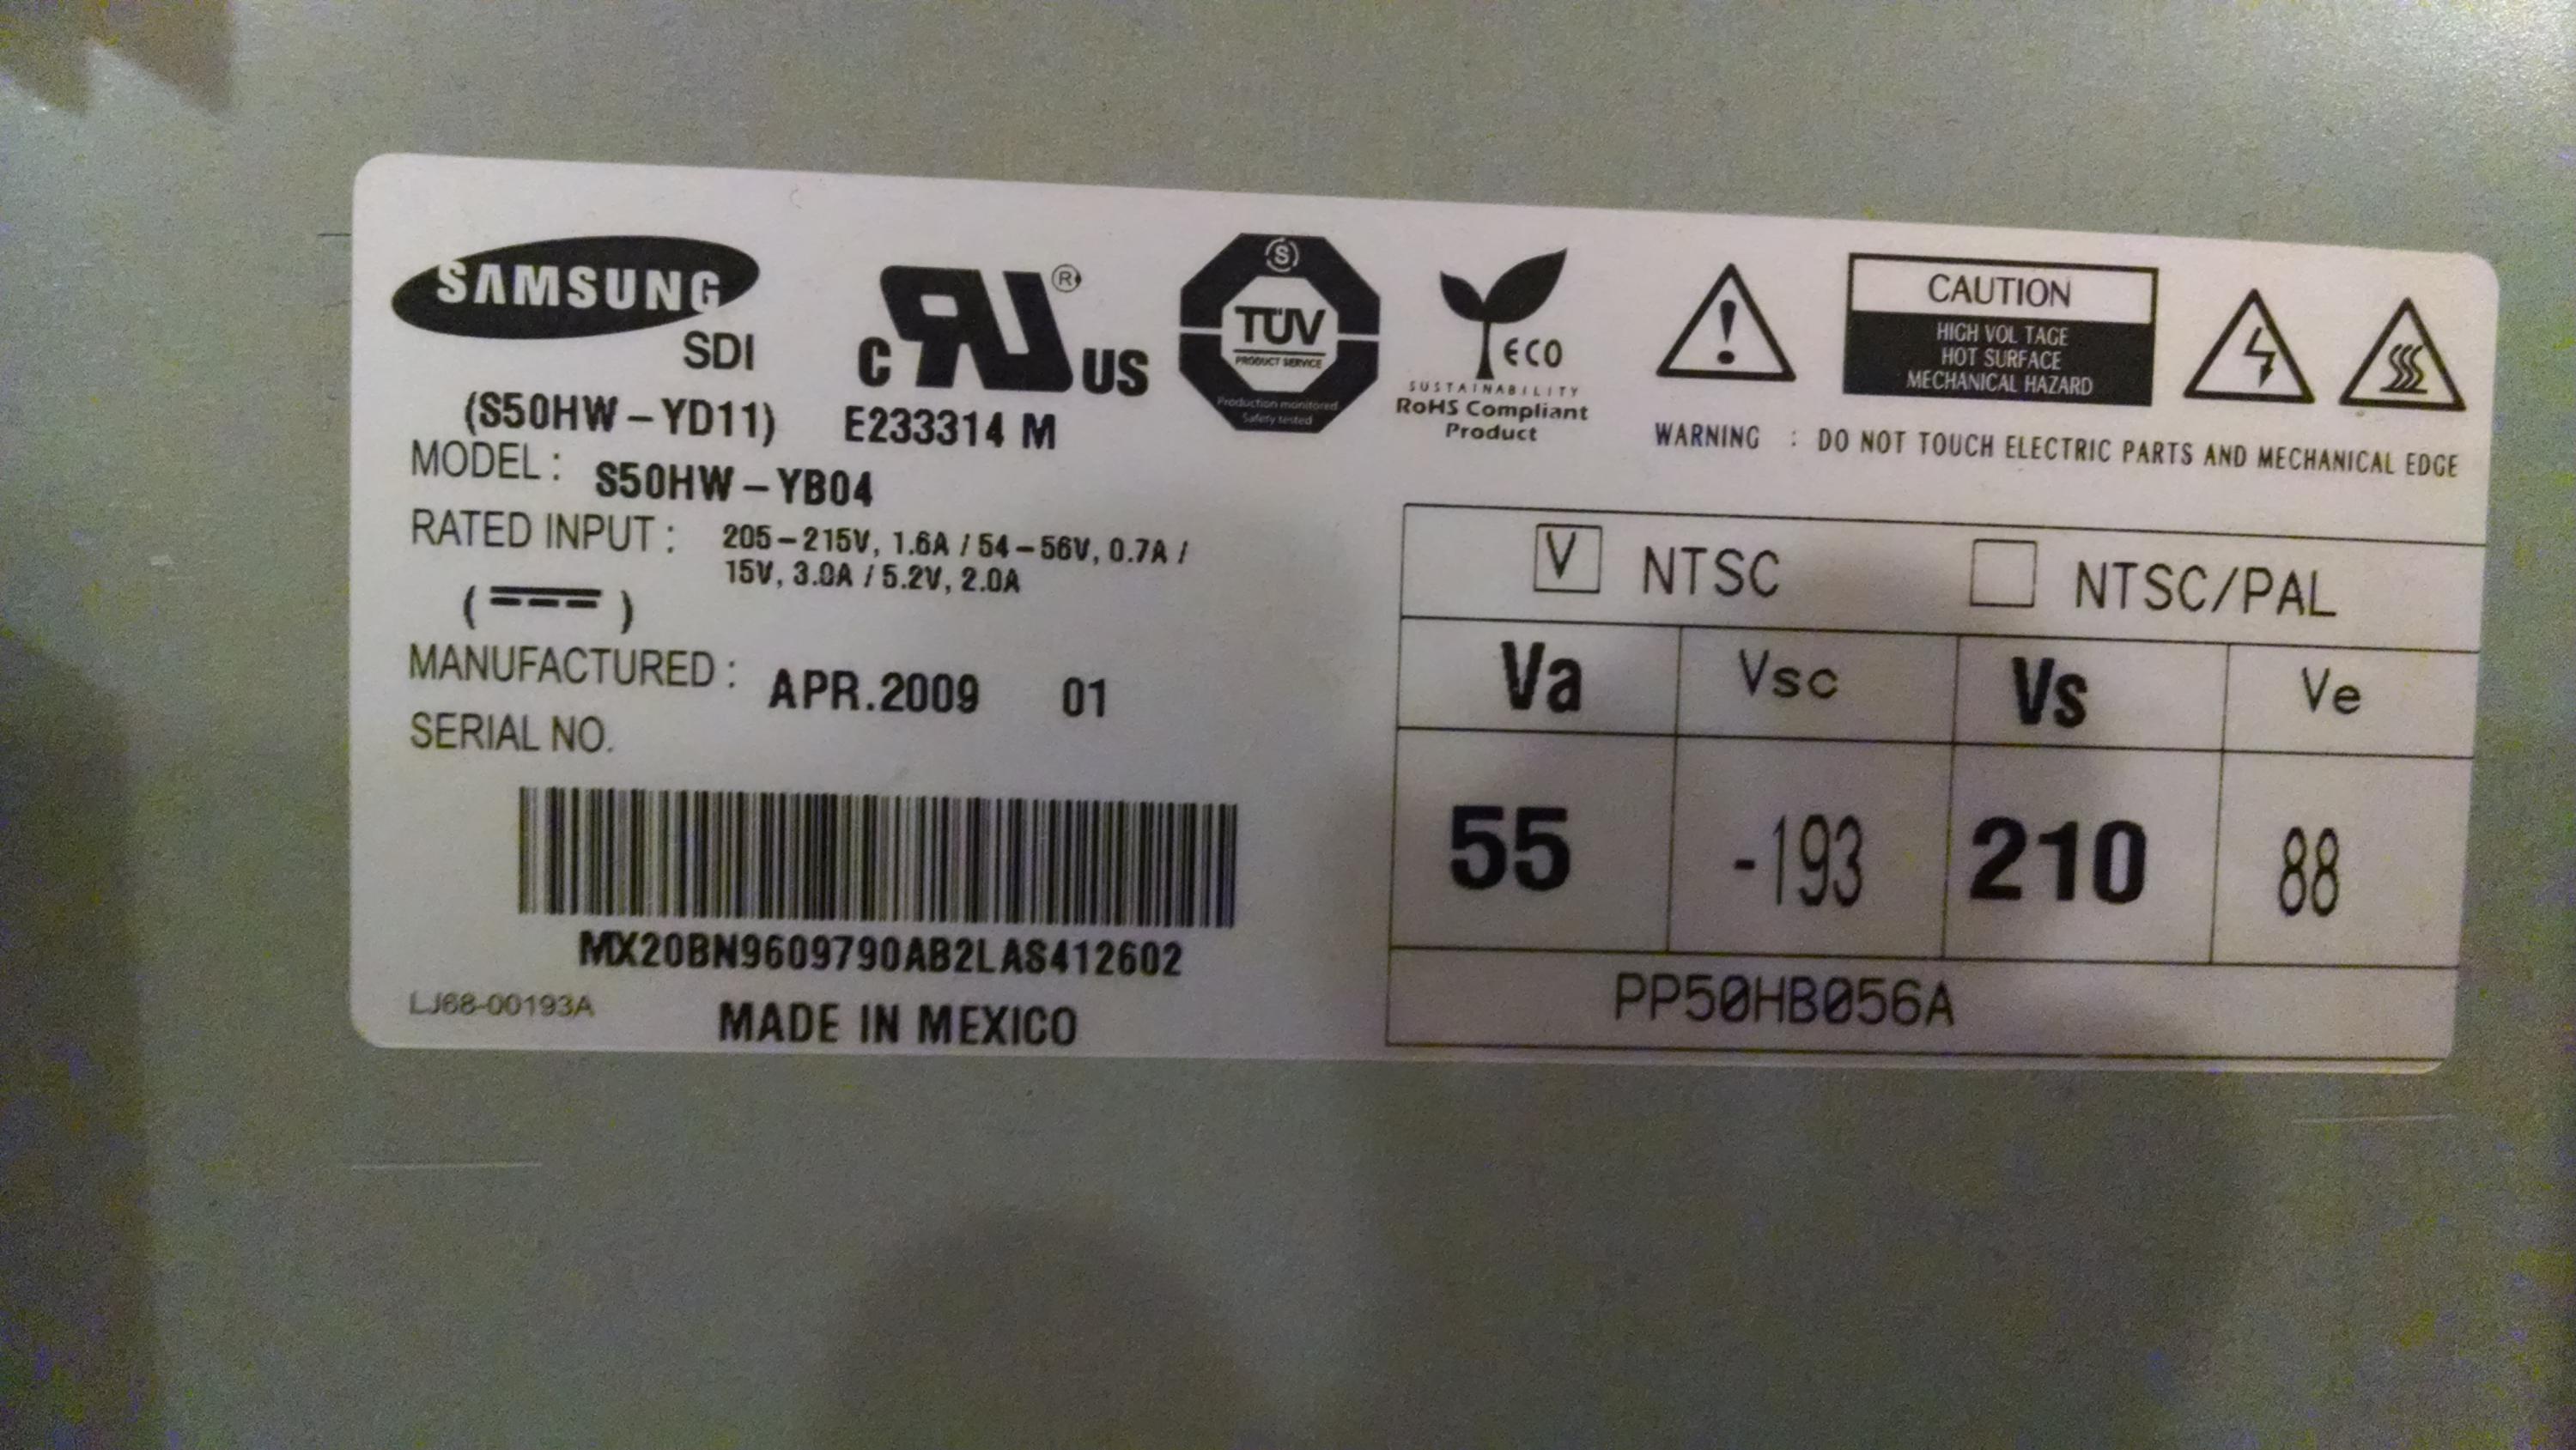 SAMSUNG
SDI
(S50HW-YD11)
MODEL: S50HW-YB04
RATED INPUT: 205-215V, 1.6A / 54-56V, 0.7A /
15V, 3.0A / 5.2V, 2.0A
( )
MANUFACTURED: APR.2009 01
SERIAL NO.
MX20BN9609790AB2LAS412602
LJ68-00193A
MADE IN MEXICO
C RU US ®
E233314 M
S
TÜV
PRODUCT SERVICE
Production monitored
Safety tested
ECO
SUSTAINABILITY
RoHS Compliant
Product
!
CAUTION
HIGH VOL TAGE
HOT SURFACE
MECHANICAL HAZARD
WARNING : DO NOT TOUCH ELECTRIC PARTS AND MECHANICAL EDGE
V NTSC NTSC/PAL
Va Vsc Vs Ve
55 -193 210 88
PP50HB056A